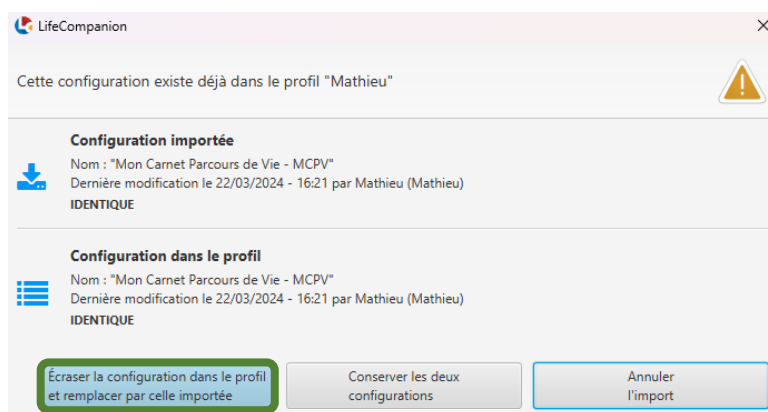 LifeCompanion
Cette configuration existe déjà dans le profil "Mathieu"
Configuration importée
Nom : "Mon Carnet Parcours de Vie - MCPV"
Dernière modification le 22/03/2024 - 16:21 par Mathieu (Mathieu)
IDENTIQUE
Configuration dans le profil
Nom : "Mon Carnet Parcours de Vie - MCPV"
Dernière modification le 22/03/2024 - 16:21 par Mathieu (Mathieu)
IDENTIQUE
Écraser la configuration dans le profil
et remplacer par celle importée
Conserver les deux
configurations
Annuler
l'import